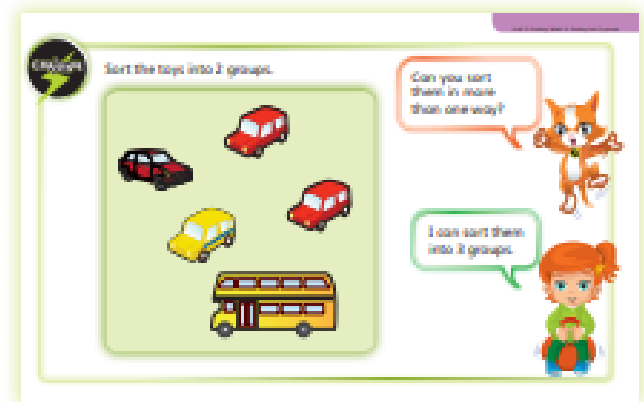 CHALLENGE
Sort the toys into 2 groups.
Can you sort
them in more
than one way?
I can sort them
into 3 groups.